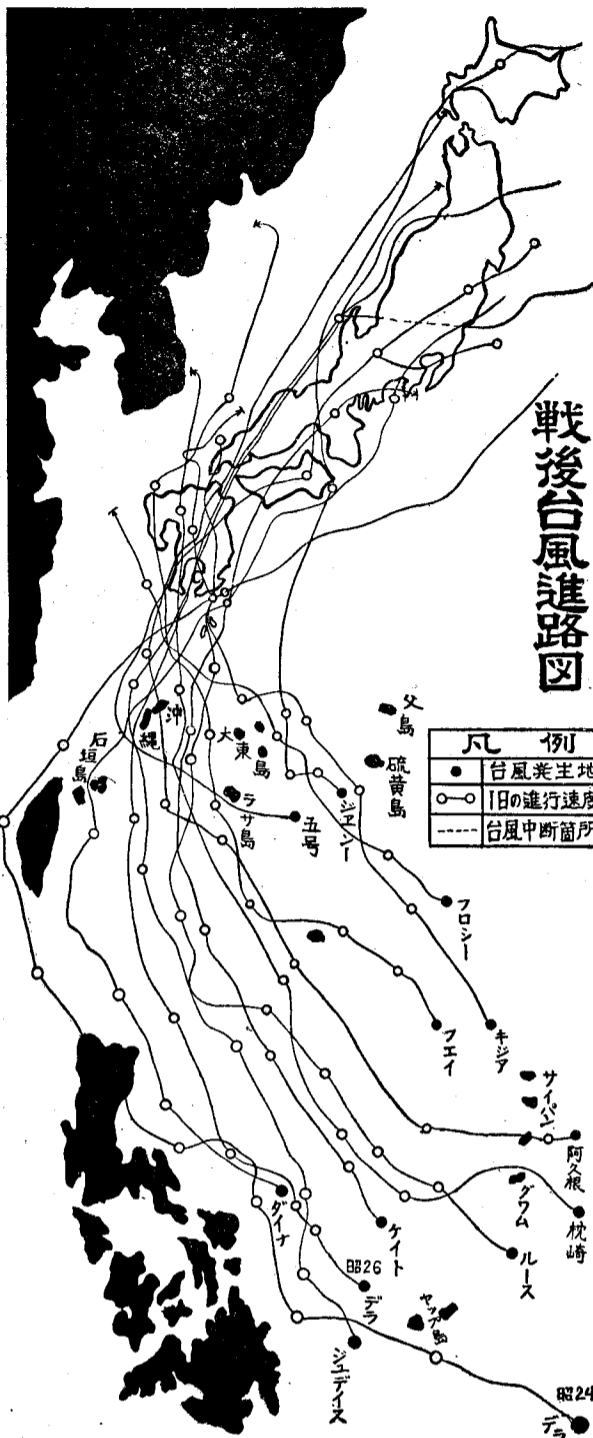 戦後台風進路図
凡例
台風発生地
1日の進行速度
台風中断箇所
父島
硫黄島
沖縄
大東島
石垣島
ラサ島
五号
ジエーシー
フロシー
フエイ
キジア
サイパン
阿久根
グワム
枕崎
ルース
ダイナ
ケイト
昭26
デラ
ヤップ島
ジュデイス
昭24
デラ